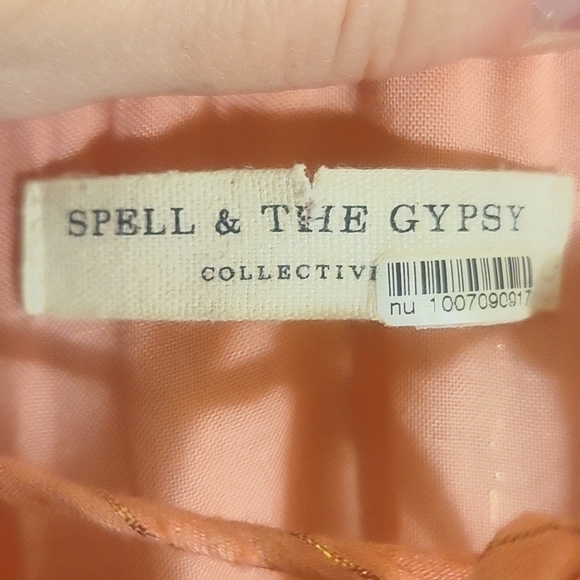 SPELL & THE GYPSY
COLLECTIVE
nu 1007090917